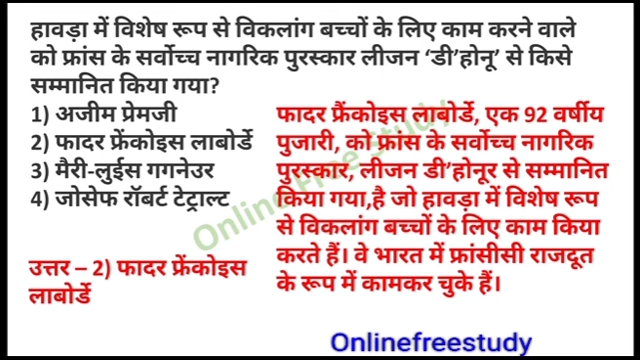 हावड़ा में विशेष रूप से विकलांग बच्चों के लिए काम करने वाले
को फ्रांस के सर्वोच्च नागरिक पुरस्कार लीजन ‘डी’होनू’ से किसे
सम्मानित किया गया?
1) अजीम प्रेमजी
2) फादर फ्रेंकोइस लाबोर्डे
3) मैरी-लुईस गगनेउर
4) जोसेफ रॉबर्ट टेट्राल्ट
उत्तर – 2) फादर फ्रेंकोइस
लाबोर्डे
फादर फ्रैंकोइस लाबोर्डे, एक 92 वर्षीय
पुजारी, को फ्रांस के सर्वोच्च नागरिक
पुरस्कार, लीजन डी’होनूर से सम्मानित
किया गया,है जो हावड़ा में विशेष रूप
से विकलांग बच्चों के लिए काम किया
करते हैं। वे भारत में फ्रांसीसी राजदूत
के रूप में कामकर चुके हैं।
Online Free Study
Onlinefreestudy